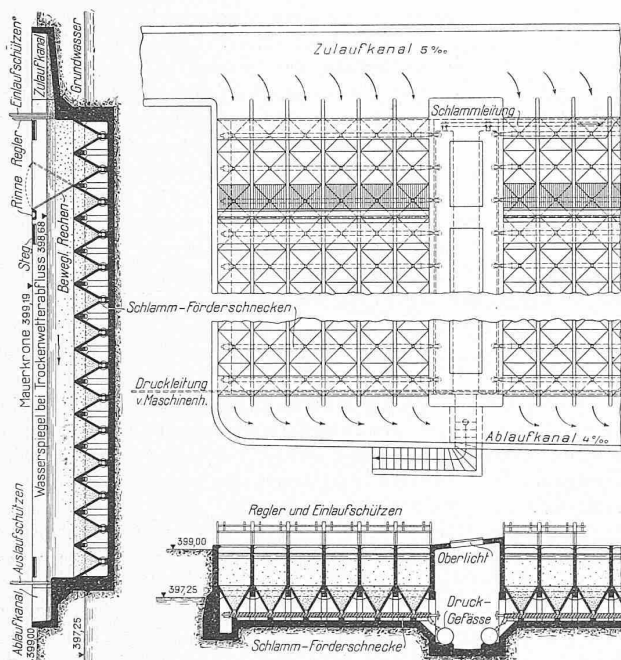 Einlaufschützen
Regler
Rinne
Zulaufkanal
Grundwasser
Steg
Bewegl. Rechen
Mauerkrone 399,19
Wasserspiegel bei Trockenwetterabfluss 398,68
Auslaufschützen
Ablaufkanal
399,00
397,25
Zulaufkanal 5‰
Schlammleitung
Schlamm-Förderschnecken
Druckleitung
v. Maschinenh.
Ablaufkanal 4‰
Regler und Einlaufschützen
399,00
Oberlicht
397,25
Druck-
Gefässe
Schlamm-Förderschnecke